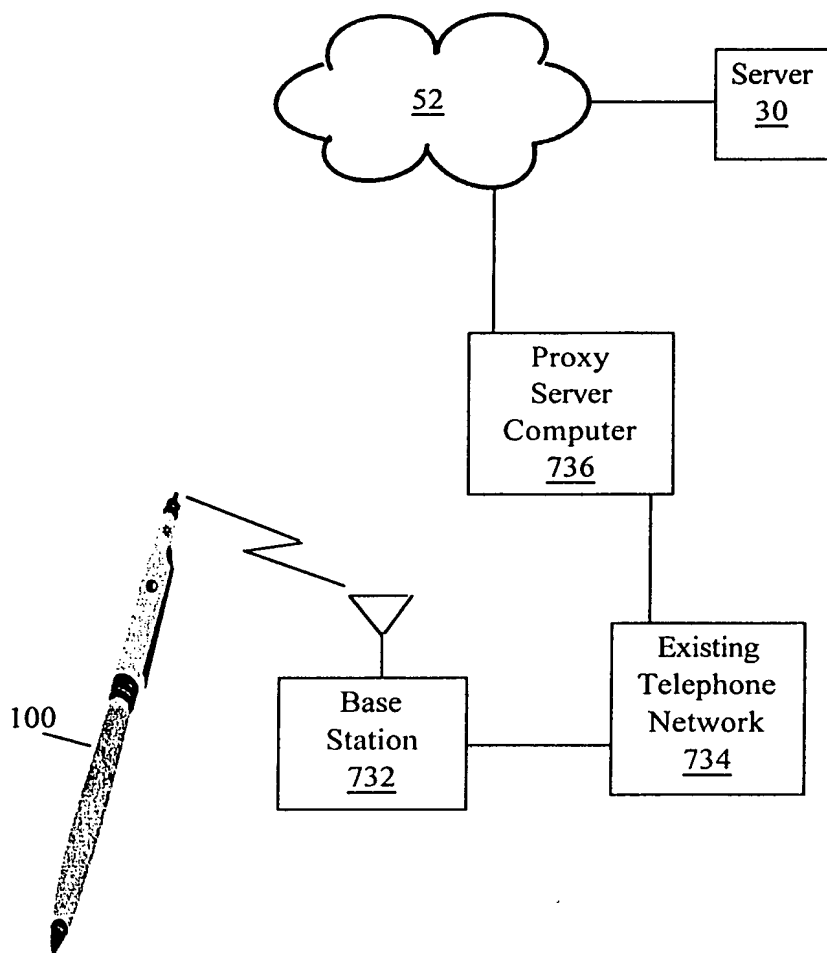 52
Server
30
Proxy
Server
Computer
736
Existing
Telephone
Network
734
Base
Station
732
100